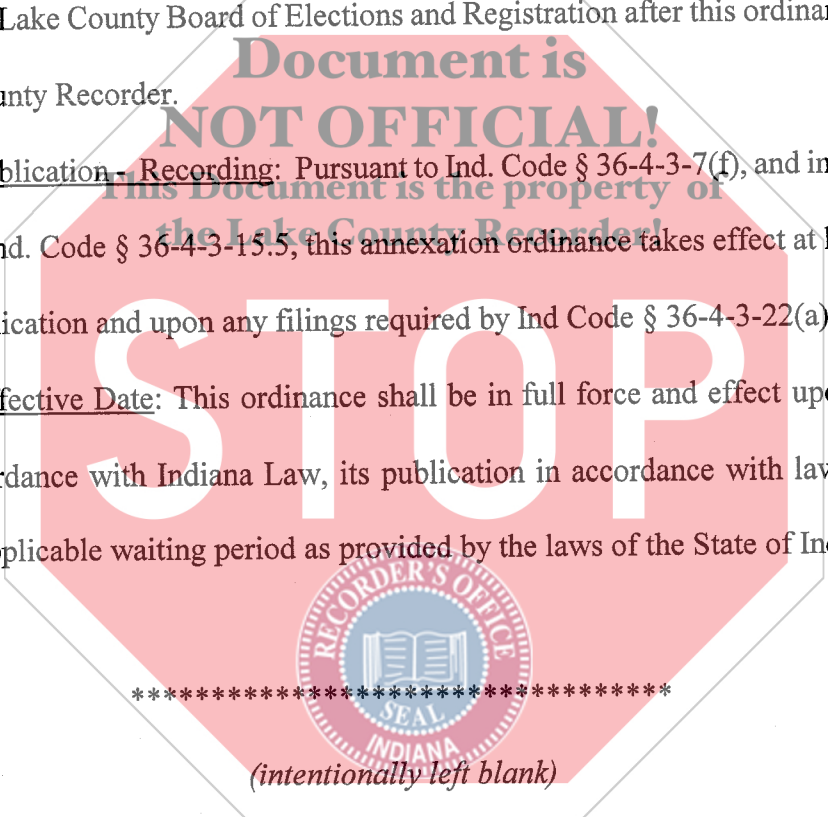 Lake County Board of Elections and Registration after this ordinan
Document is
unty Recorder.
NOT OFFICIAL!
blication - Recording: Pursuant to Ind. Code § 36-4-3-7(f), and in
This Document is the property of
the Lake County Recorder!
nd. Code § 36-4-3-15.5, this annexation ordinance takes effect at l
STOP
ication and upon any filings required by Ind Code § 36-4-3-22(a)
fective Date: This ordinance shall be in full force and effect upo
rdance with Indiana Law, its publication in accordance with law
plicable waiting period as provided by the laws of the State of Ind
RECORDER'S OFFICE
*********************************
SEAL
INDIANA
(intentionally left blank)